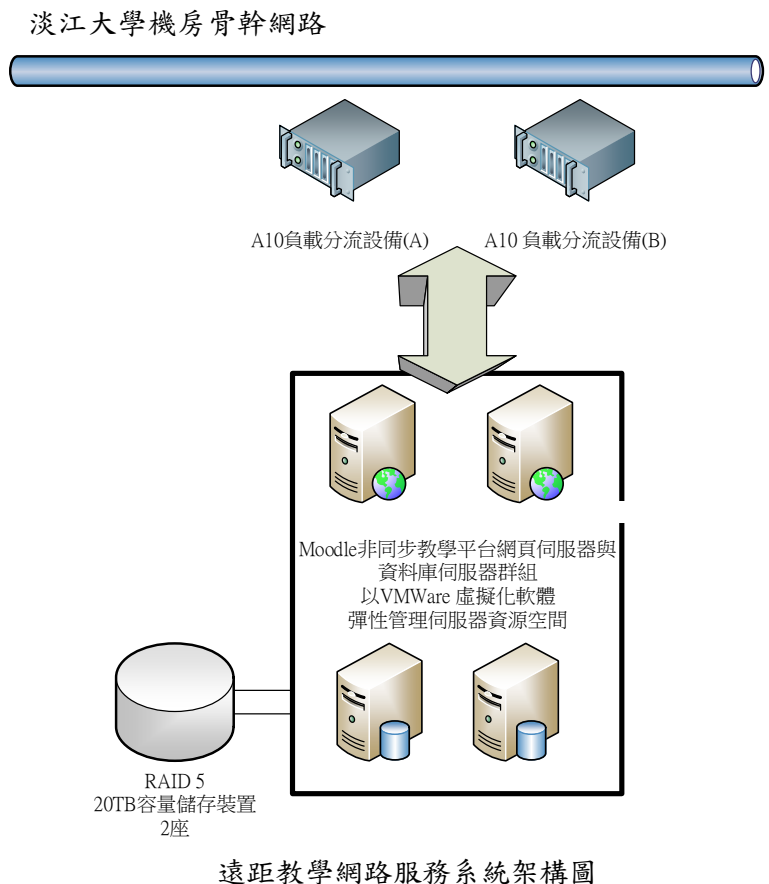 淡江大學機房骨幹網路
A10負載分流設備(A)
A10 負載分流設備(B)
Moodle非同步教學平台網頁伺服器與
資料庫伺服器群組
以VMWare 虛擬化軟體
彈性管理伺服器資源空間
RAID 5
20TB容量儲存裝置
2座
遠距教學網路服務系統架構圖